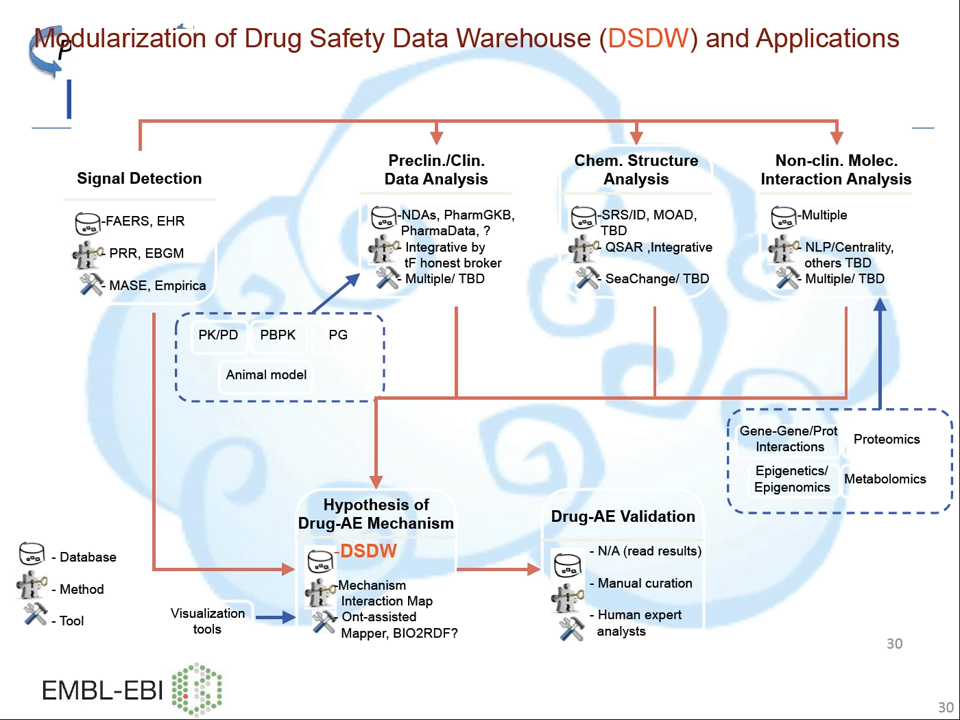 Modularization of Drug Safety Data Warehouse (DSDW) and Applications
P
Signal Detection
-FAERS, EHR
- PRR, EBGM
- MASE, Empirica
Preclin./Clin.
Data Analysis
-NDAs, PharmGKB,
PharmaData, ?
- Integrative by
tF honest broker
- Multiple/ TBD
Chem. Structure
Analysis
-SRS/ID, MOAD,
TBD
- QSAR ,Integrative
- SeaChange/ TBD
Non-clin. Molec.
Interaction Analysis
-Multiple
- NLP/Centrality,
others TBD
- Multiple/ TBD
PK/PD
PBPK
PG
Animal model
Gene-Gene/Prot
Interactions
Proteomics
Epigenetics/
Epigenomics
Metabolomics
Hypothesis of
Drug-AE Mechanism
-DSDW
-Mechanism
Interaction Map
- Ont-assisted
Mapper, BIO2RDF?
Drug-AE Validation
- N/A (read results)
- Manual curation
- Human expert
analysts
- Database
- Method
- Tool
Visualization
tools
30
EMBL-EBI
30